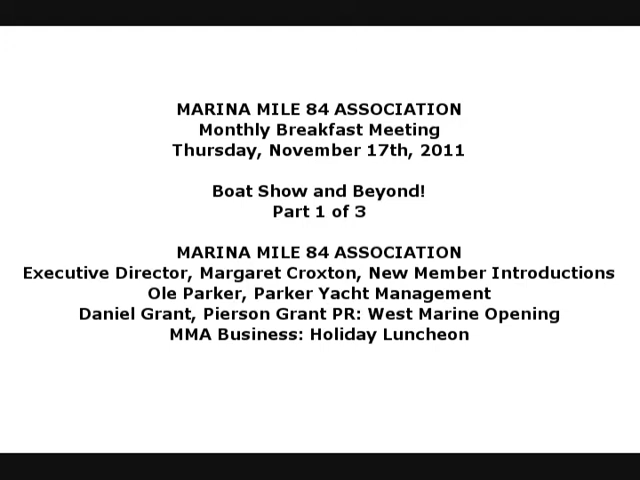 MARINA MILE 84 ASSOCIATION
Monthly Breakfast Meeting
Thursday, November 17th, 2011
Boat Show and Beyond!
Part 1 of 3
MARINA MILE 84 ASSOCIATION
Executive Director, Margaret Croxton, New Member Introductions
Ole Parker, Parker Yacht Management
Daniel Grant, Pierson Grant PR: West Marine Opening
MMA Business: Holiday Luncheon